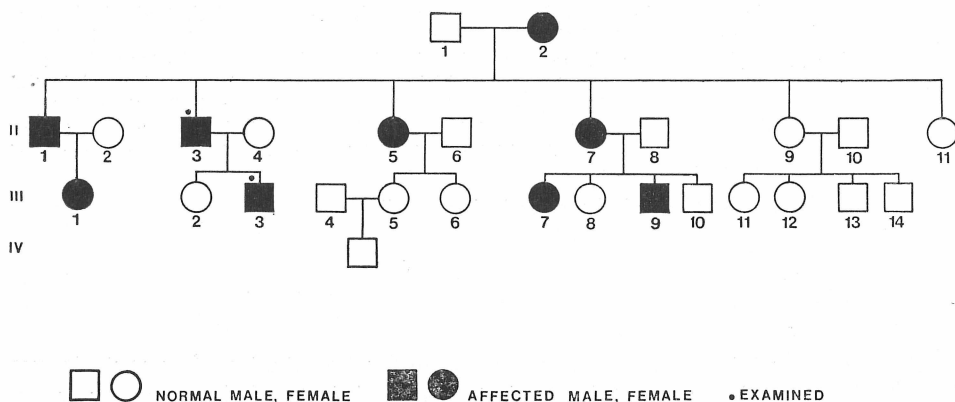 1 2
II 1 2 3 4 5 6 7 8 9 10 11
III 1 2 3 4 5 6 7 8 9 10 11 12 13 14
IV
NORMAL MALE, FEMALE AFFECTED MALE, FEMALE •EXAMINED